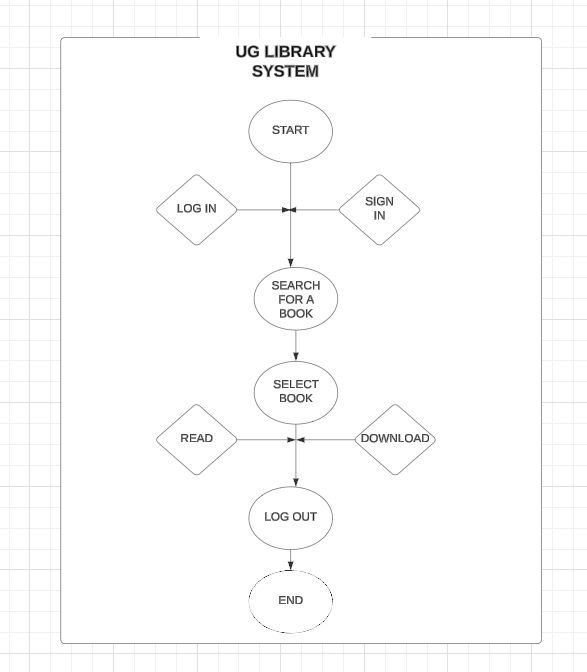 UG LIBRARY
SYSTEM
START
LOG IN
SIGN
IN
SEARCH
FOR A
BOOK
SELECT
BOOK
READ
DOWNLOAD
LOG OUT
END